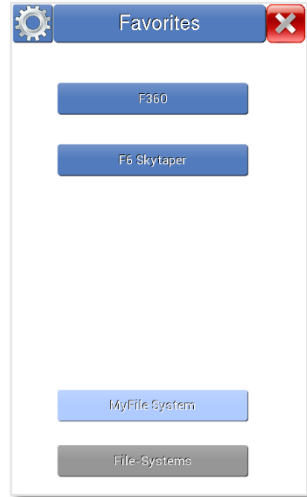 Favorites
F360
F6 Skytaper
MyFile System
File-Systems